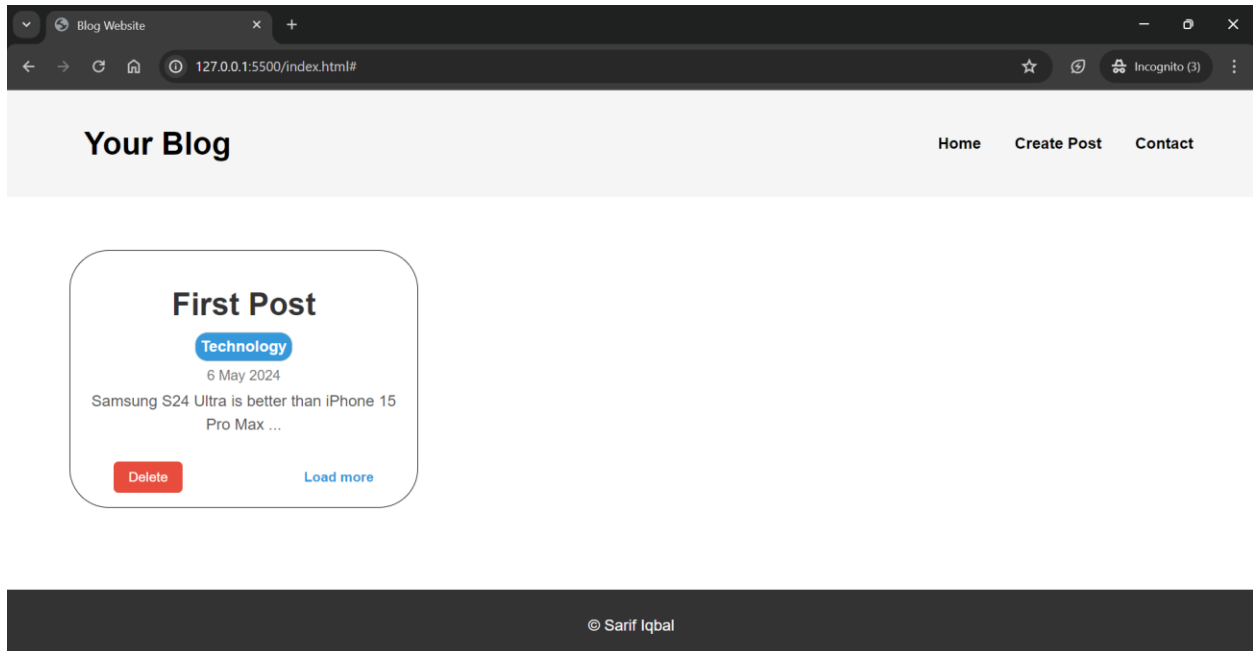 Blog Website
127.0.0.1:5500/index.html#
Incognito (3)
Your Blog
Home Create Post Contact
First Post
Technology
6 May 2024
Samsung S24 Ultra is better than iPhone 15
Pro Max ...
Delete Load more
© Sarif Iqbal